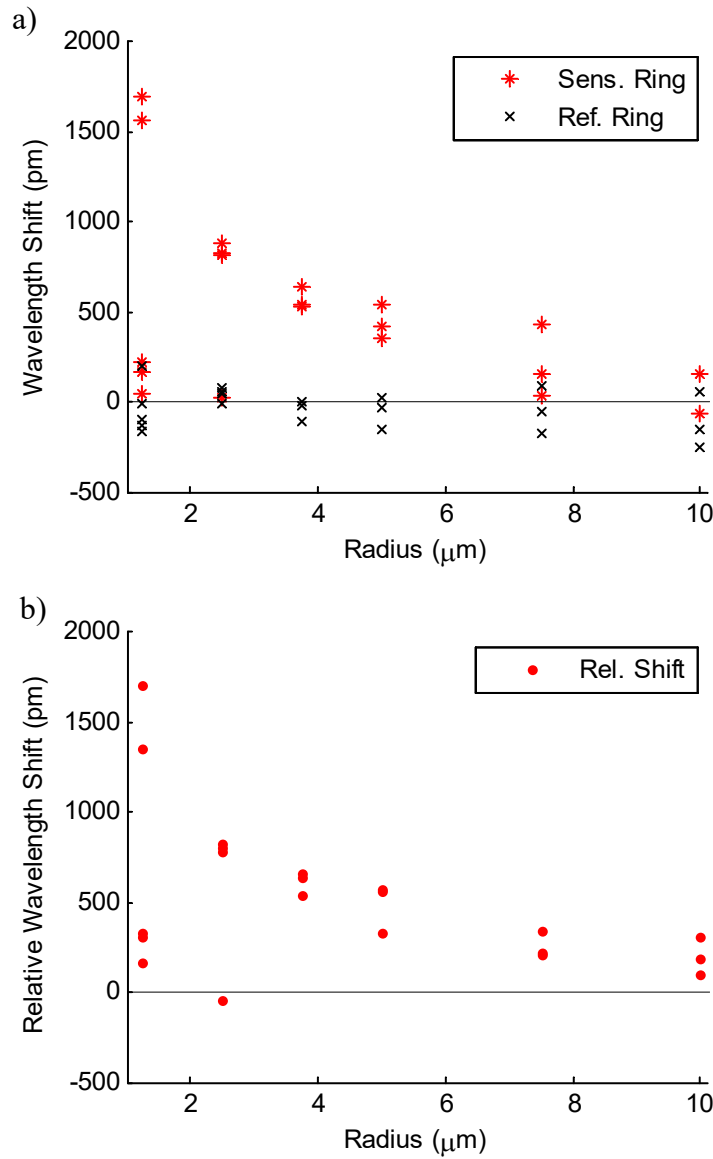 a)
2000
1500
1000
500
0
-500
Wavelength Shift (pm)
Sens. Ring
Ref. Ring
2 4 6 8 10
Radius (μm)
b)
2000
1500
1000
500
0
-500
Relative Wavelength Shift (pm)
Rel. Shift
2 4 6 8 10
Radius (μm)